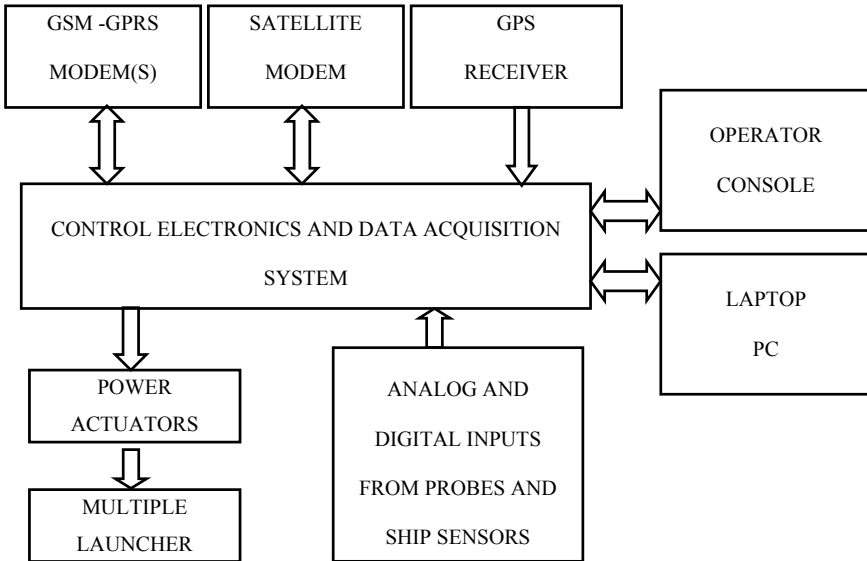 GSM -GPRS
MODEM(S)
SATELLITE
MODEM
GPS
RECEIVER
OPERATOR
CONSOLE
CONTROL ELECTRONICS AND DATA ACQUISITION
SYSTEM
LAPTOP
PC
POWER
ACTUATORS
MULTIPLE
LAUNCHER
ANALOG AND
DIGITAL INPUTS
FROM PROBES AND
SHIP SENSORS